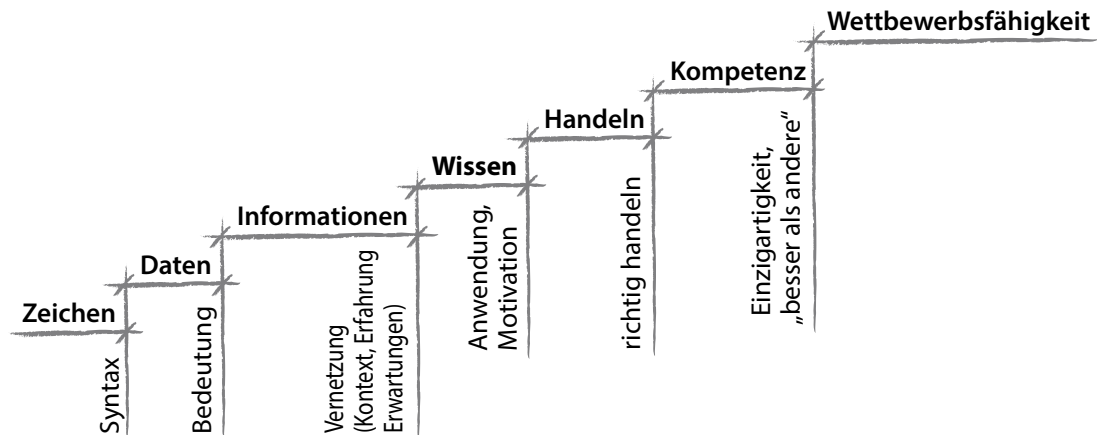 Wettbewerbsfähigkeit
Kompetenz
Handeln
Wissen
Informationen
Daten
Zeichen
Syntax
Bedeutung
Vernetzung
(Kontext, Erfahrung
Erwartungen)
Anwendung,
Motivation
richtig handeln
Einzigartigkeit,
„besser als andere“